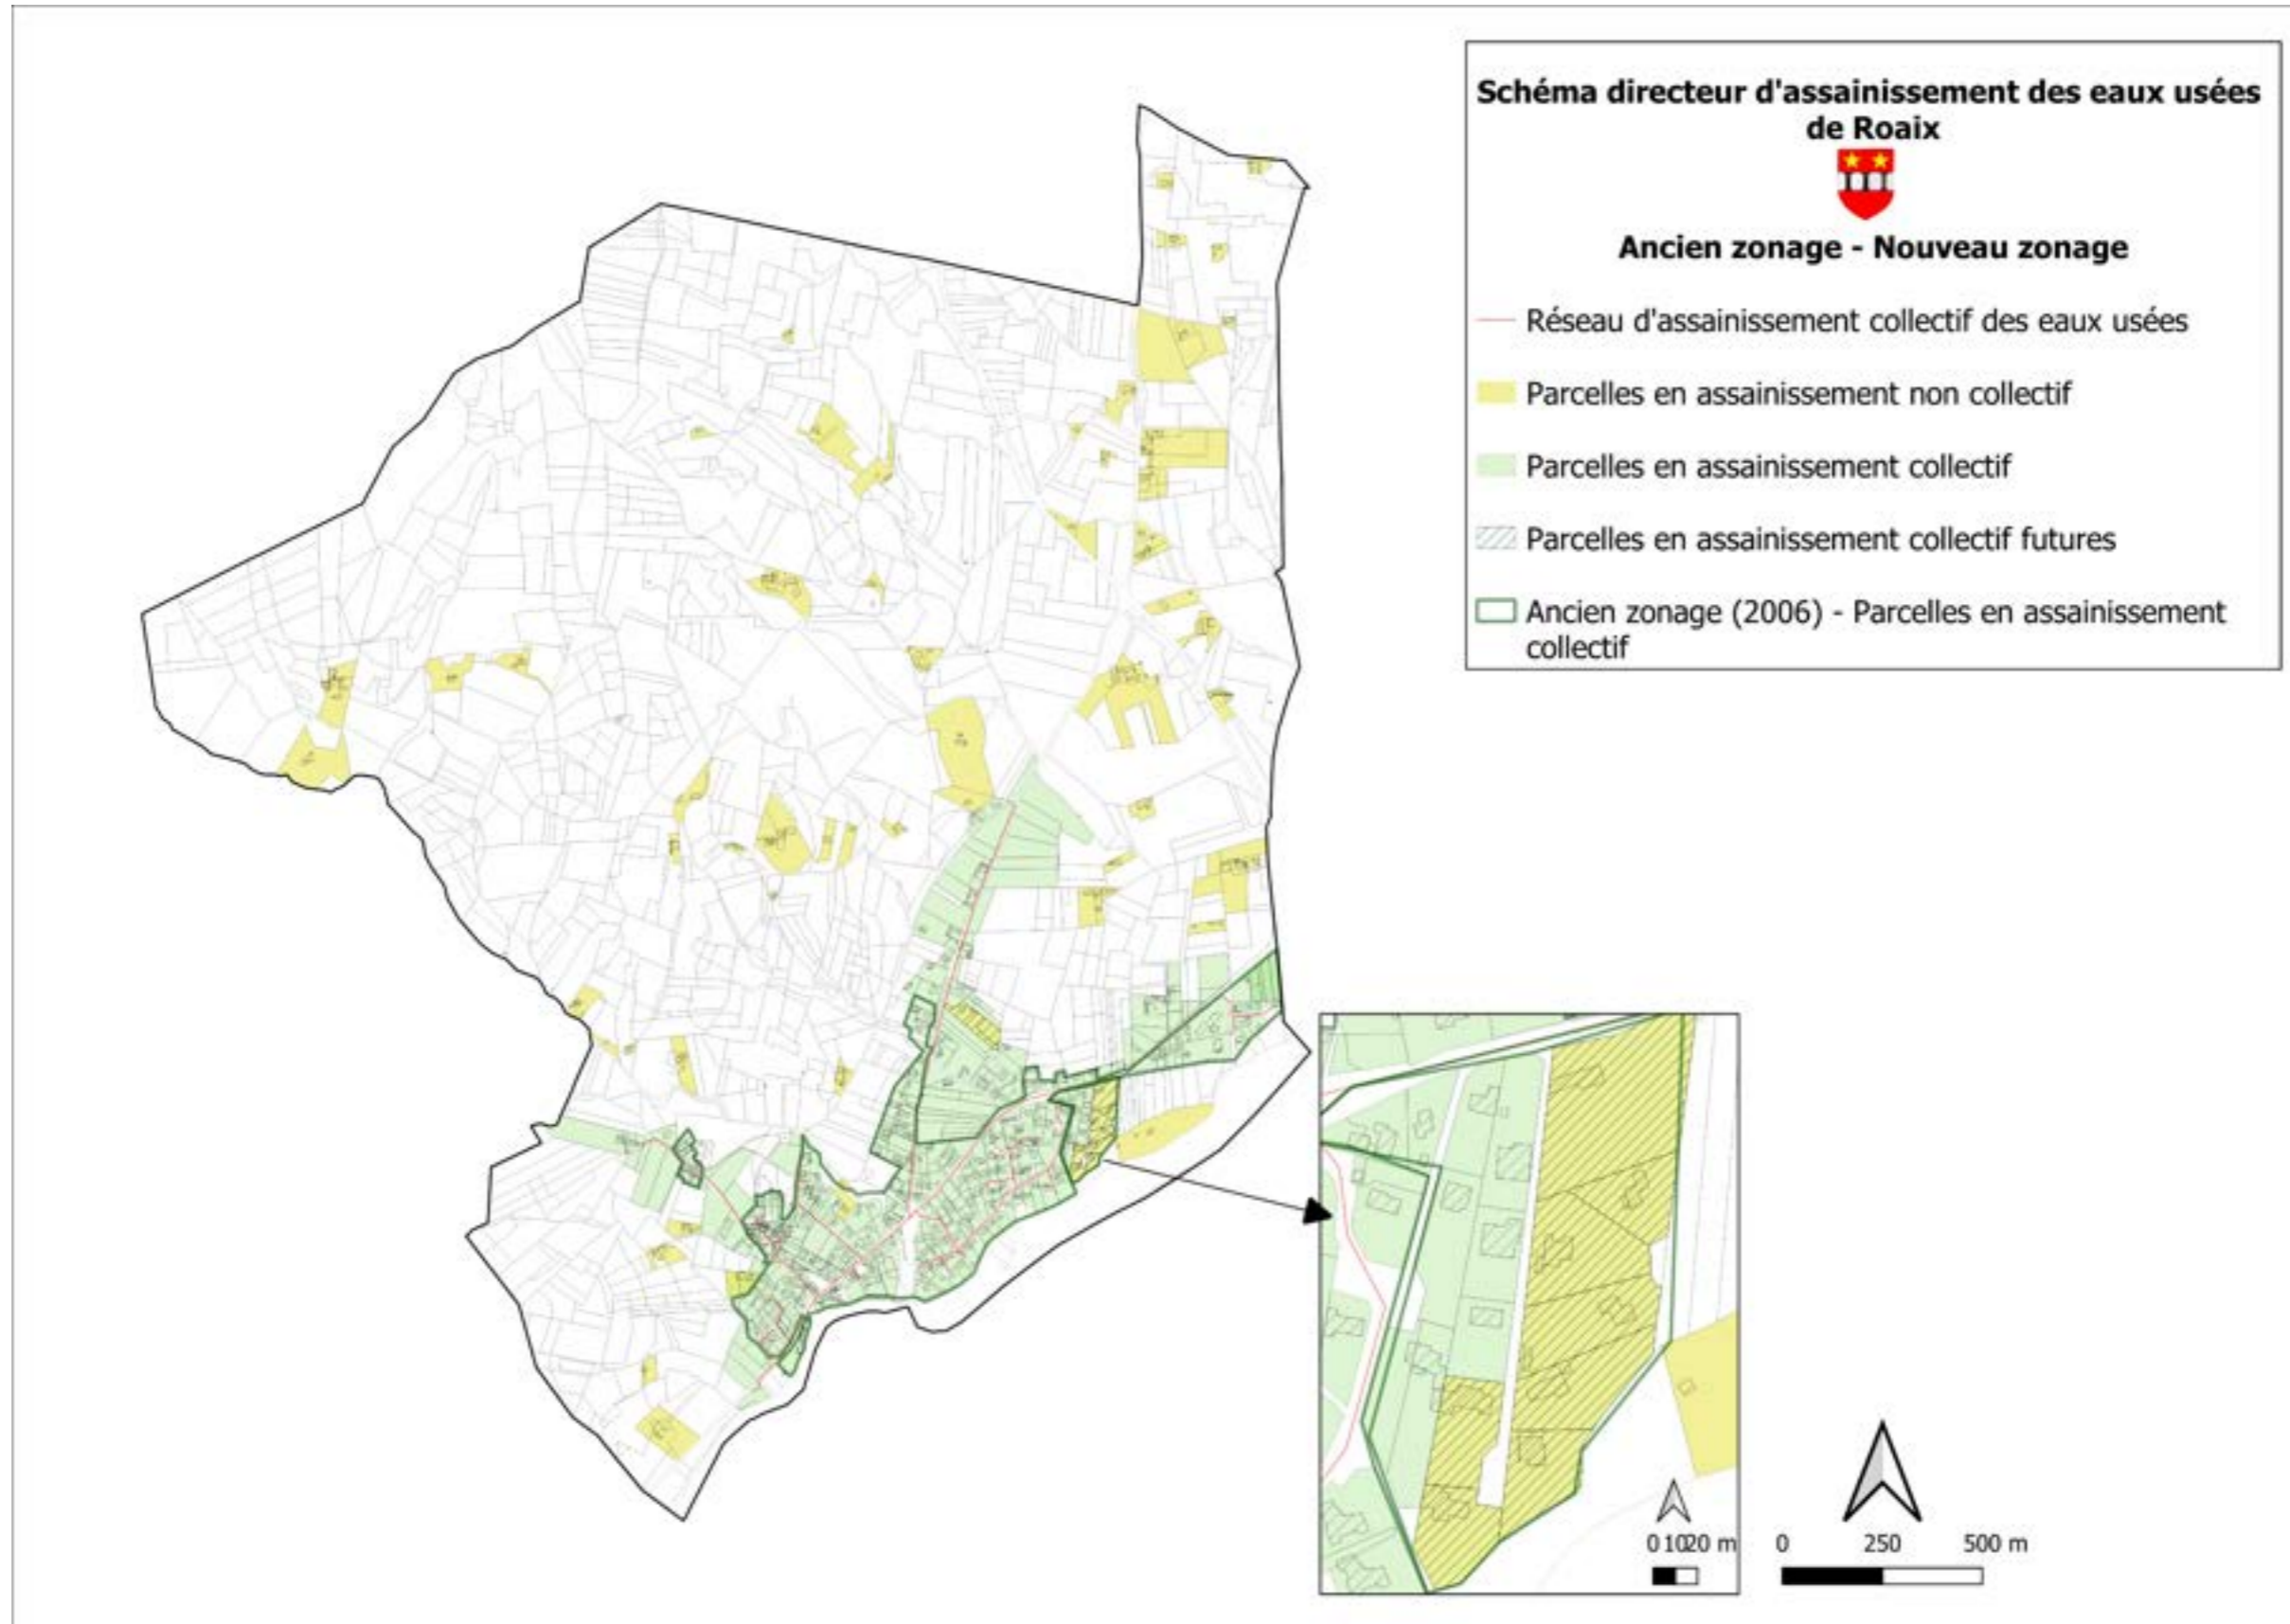 Schéma directeur d'assainissement des eaux usées
de Roaix
Ancien zonage - Nouveau zonage
Réseau d'assainissement collectif des eaux usées
Parcelles en assainissement non collectif
Parcelles en assainissement collectif
Parcelles en assainissement collectif futures
Ancien zonage (2006) - Parcelles en assainissement
collectif
0 1020 m
0 250 500 m